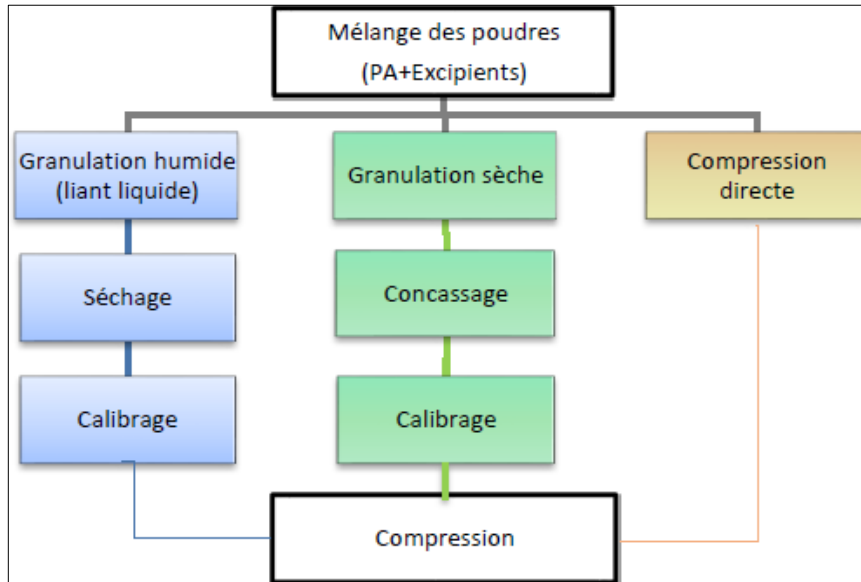 Mélange des poudres
(PA+Excipients)
Granulation humide
(liant liquide)
Granulation sèche
Compression
directe
Séchage
Concassage
Calibrage
Calibrage
Compression